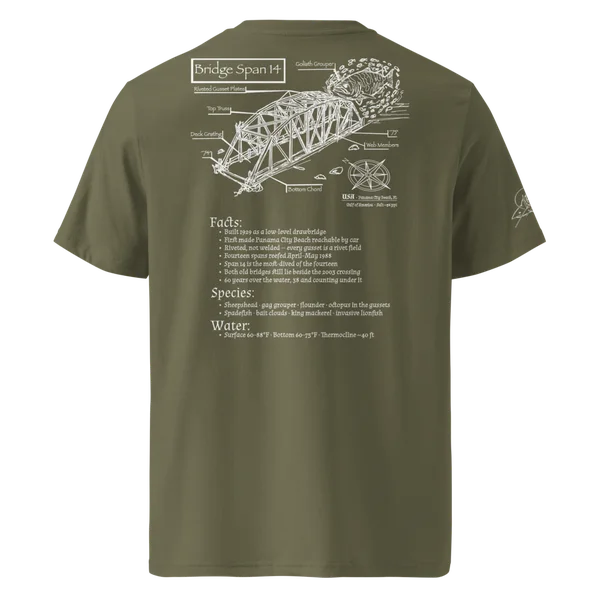 Bridge Span 14
Goliath Grouper
Riveted Gusset Plates
Top Truss
Deck Grating
Web Members
Bottom Chord
USA · Panama City Beach, FL
Facts:
• Built 1929 as a low-level drawbridge
• First made Panama City Beach reachable by car
• Riveted, not welded – every gusset is a rivet field
• Fourteen spans reefed April–May 1988
• Span 14 is the most-dived of the fourteen
• Both old bridges still lie beside the 2003 crossing
• 60 years over the water, 38 and counting under it
Species:
• Sheepshead · gag grouper · flounder · octopus in the gussets
• Spadefish · bait clouds · king mackerel · invasive lionfish
Water:
• Surface 60-88°F · Bottom 60-75°F · Thermocline ~40 ft